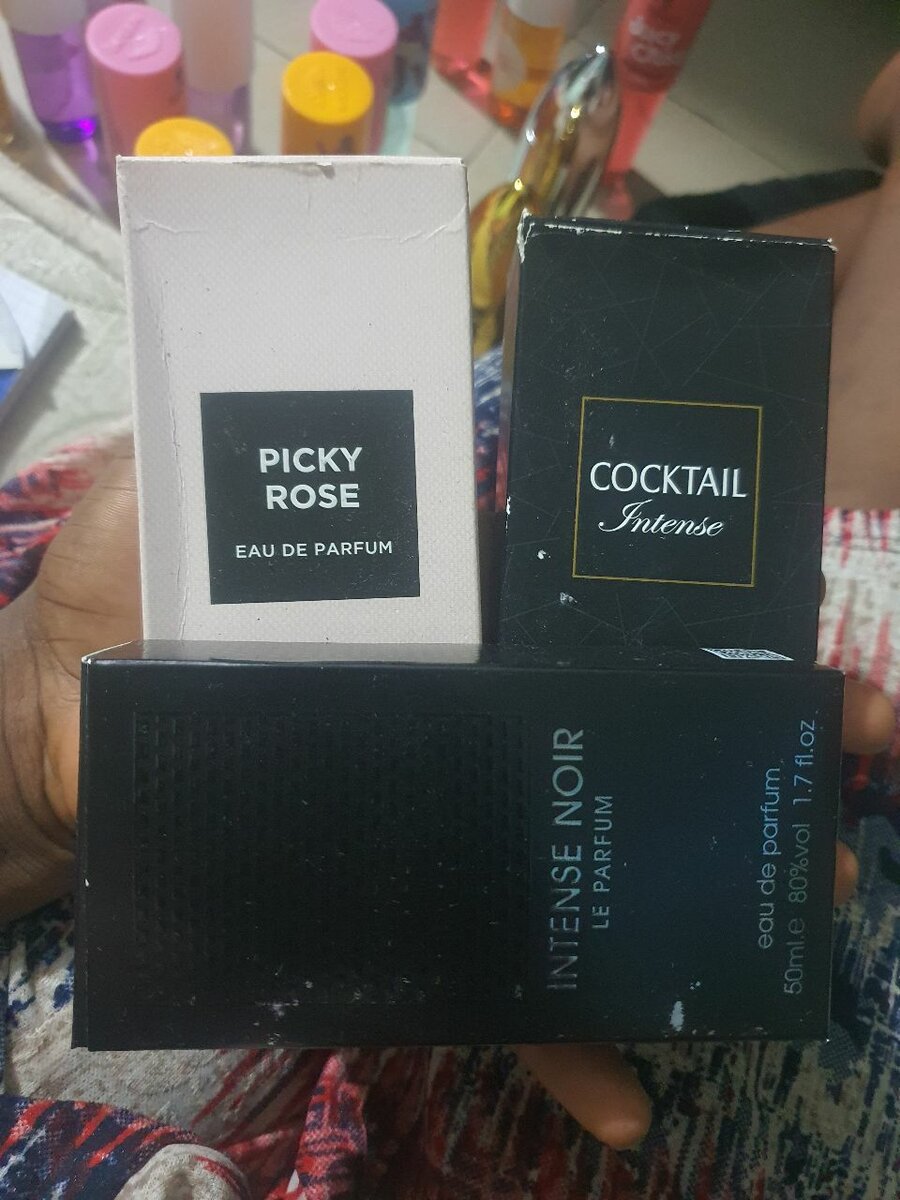 PICKY
ROSE
EAU DE PARFUM
COCKTAIL
Intense
INTENSE NOIR
LE PARFUM
eau de parfum
50ml.e 80%vol 1.7 fl.oz